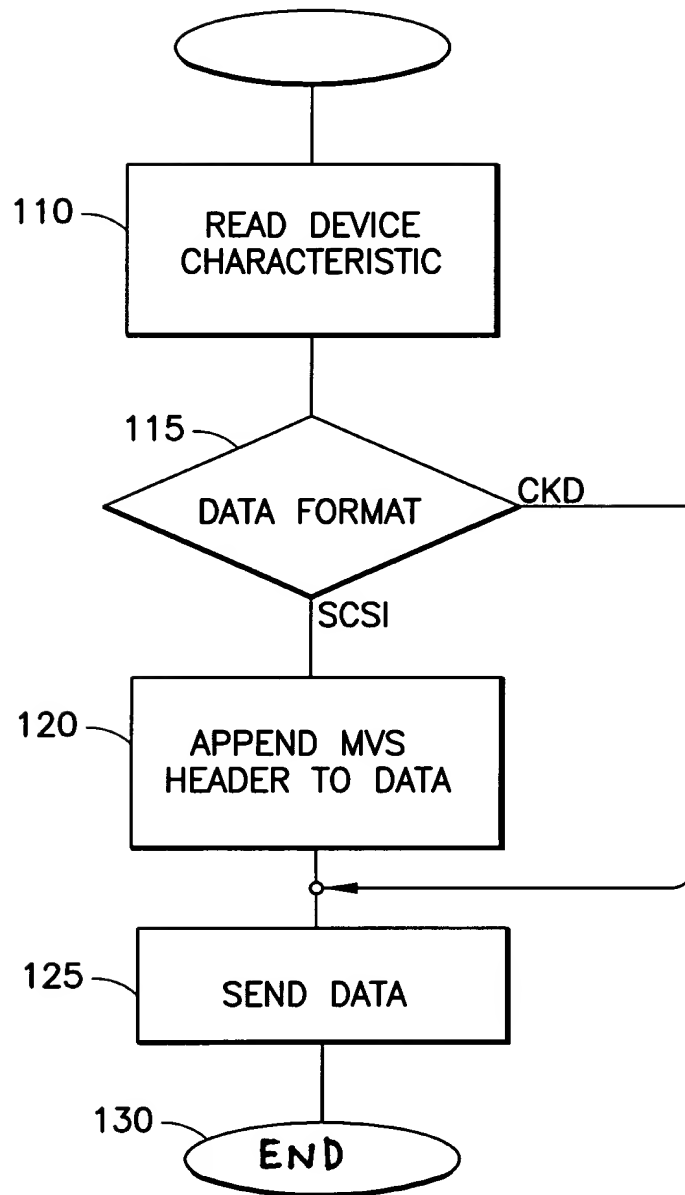 110
READ DEVICE
CHARACTERISTIC
115
DATA FORMAT
CKD
SCSI
120
APPEND MVS
HEADER TO DATA
125
SEND DATA
130
END